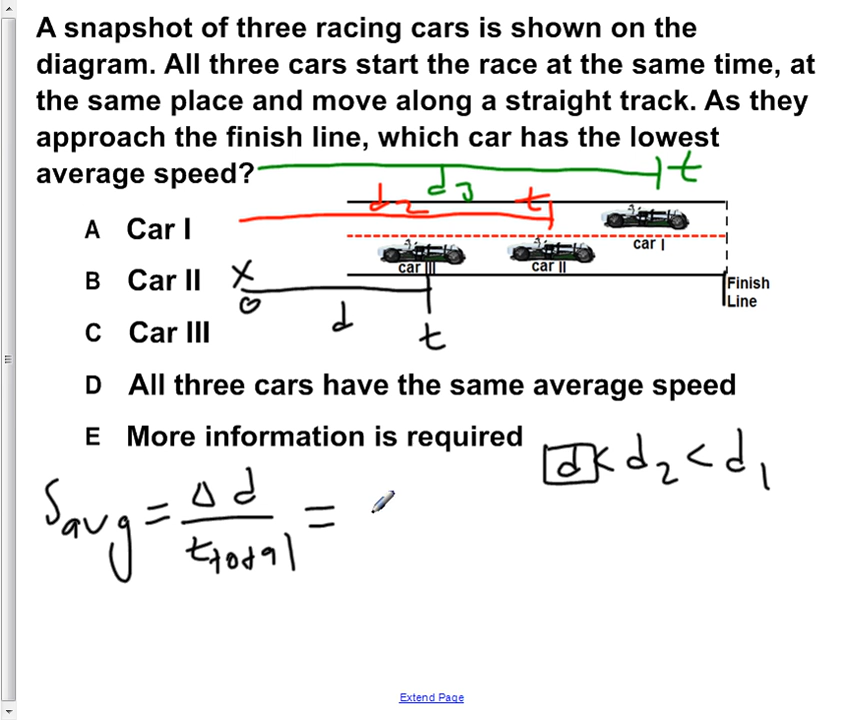 A snapshot of three racing cars is shown on the
diagram. All three cars start the race at the same time, at
the same place and move along a straight track. As they
approach the finish line, which car has the lowest
average speed?
t
d3
d2 t
A Car I
car I
B Car II
car III
car II
X
0
Finish
Line
d
t
C Car III
D All three cars have the same average speed
E More information is required
d < d2 < d1
Savg = Δd / ttotal =
Extend Page